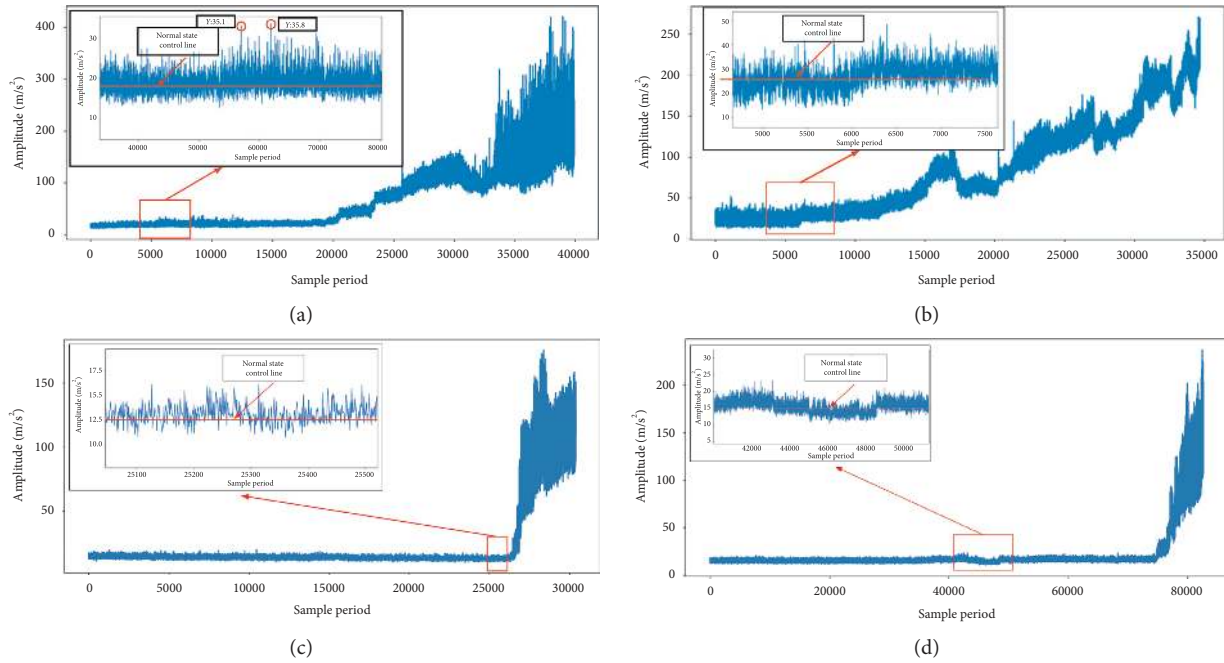 400
300
200
100
0
Amplitude (m/s²)
Y:35.1
Y:35.8
Normal state
control line
30
20
10
Amplitude (m/s²)
40000 50000 60000 70000 80000
Sample period
0 5000 10000 15000 20000 25000 30000 35000 40000
Sample period
(a)
250
200
150
100
50
0
Amplitude (m/s²)
50
40
30
20
10
Amplitude (m/s²)
Normal state
control line
5000 5500 6000 6500 7000 7500
Sample period
0 5000 10000 15000 20000 25000 30000 35000
Sample period
(b)
150
100
50
Amplitude (m/s²)
17.5
15.0
12.5
10.0
Amplitude (m/s²)
Normal state
control line
25100 25200 25300 25400 25500
Sample period
0 5000 10000 15000 20000 25000 30000
Sample period
(c)
200
150
100
50
0
Amplitude (m/s²)
30
25
20
15
10
5
Amplitude (m/s²)
Normal state
control line
42000 44000 46000 48000 50000
Sample period
0 20000 40000 60000 80000
Sample period
(d)